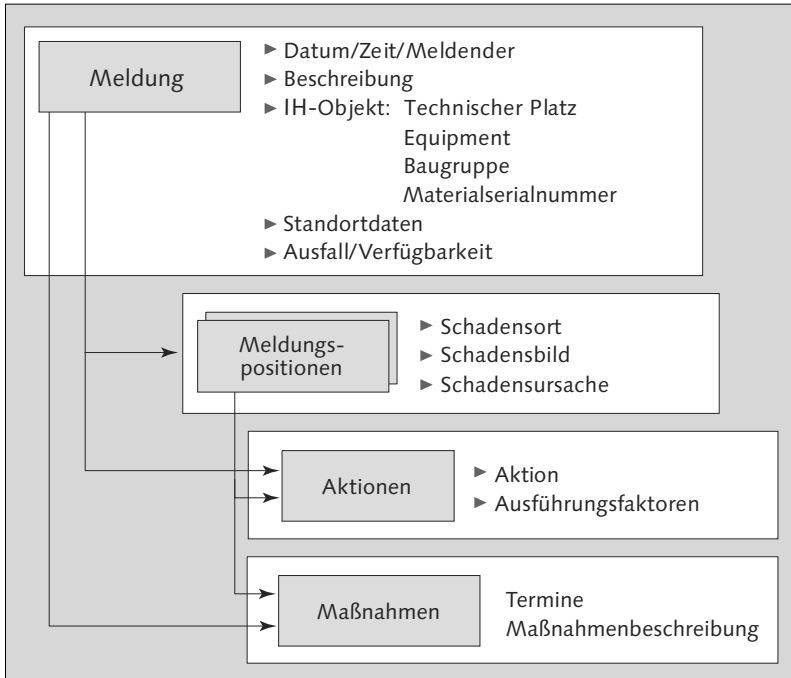 Meldung
► Datum/Zeit/Meldender
► Beschreibung
► IH-Objekt: Technischer Platz
Equipment
Baugruppe
Materialserialnummer
► Standortdaten
► Ausfall/Verfügbarkeit
Meldungs-
positionen
► Schadensort
► Schadensbild
► Schadensursache
Aktionen
► Aktion
► Ausführungsfaktoren
Maßnahmen
Termine
Maßnahmenbeschreibung